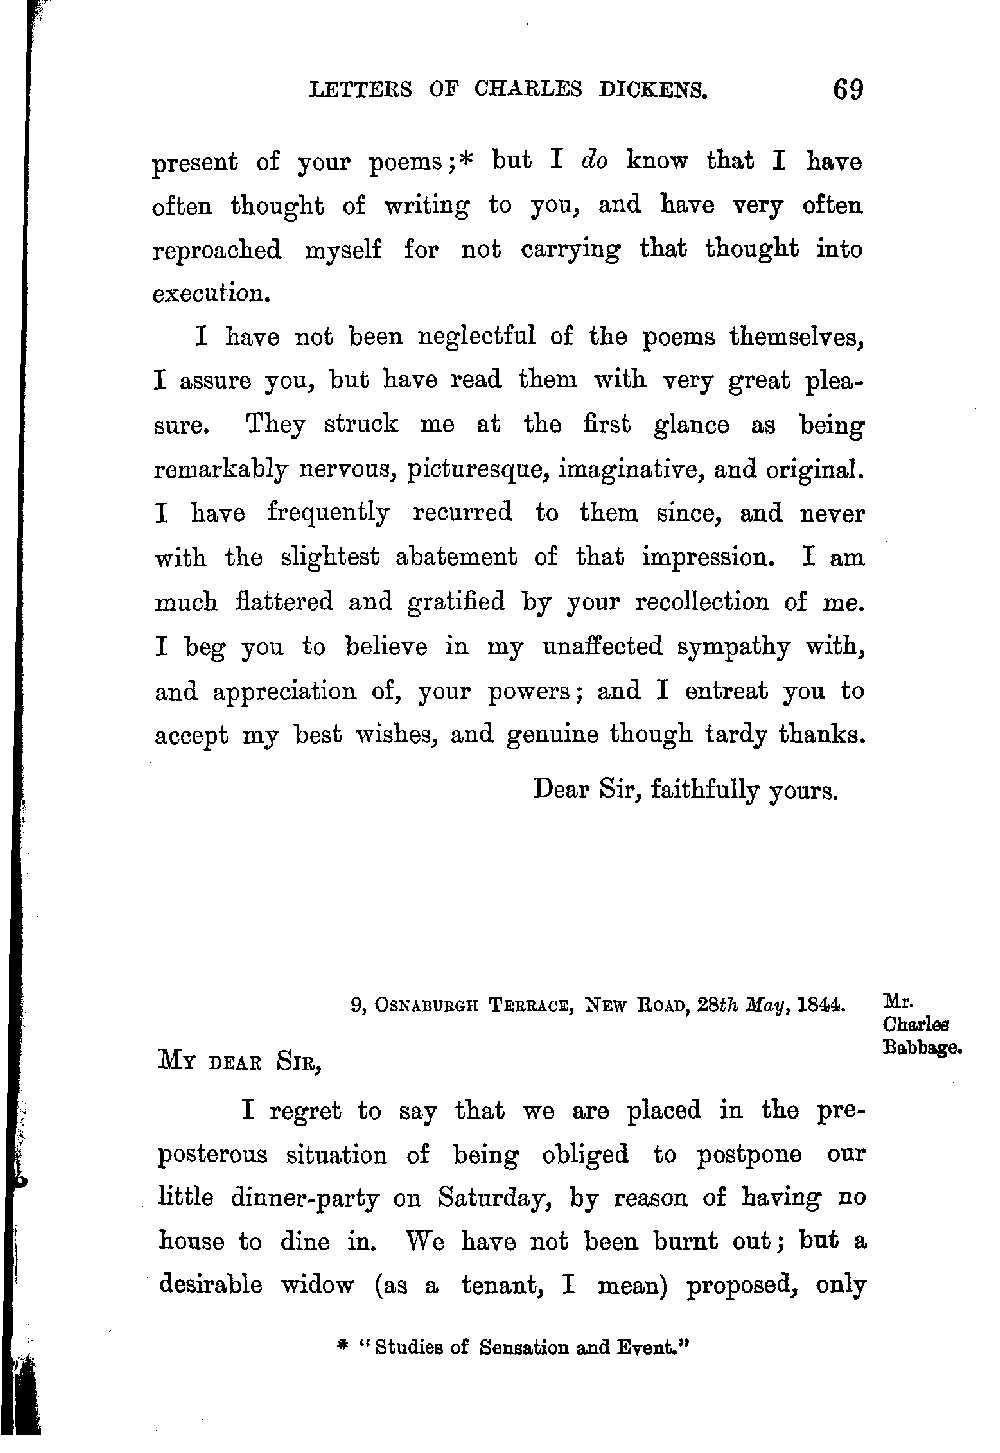 LETTERS OF CHARLES DICKENS. 69
present of your poems;* but I do know that I have
often thought of writing to you, and have very often
reproached myself for not carrying that thought into
execution.
I have not been neglectful of the poems themselves,
I assure you, but have read them with very great plea-
sure. They struck me at the first glance as being
remarkably nervous, picturesque, imaginative, and original.
I have frequently recurred to them since, and never
with the slightest abatement of that impression. I am
much flattered and gratified by your recollection of me.
I beg you to believe in my unaffected sympathy with,
and appreciation of, your powers; and I entreat you to
accept my best wishes, and genuine though tardy thanks.
Dear Sir, faithfully yours.
9, Osnaburgh Terrace, New Road, 28th May, 1844.
Mr.
Charles
Babbage.
My dear Sir,
I regret to say that we are placed in the pre-
posterous situation of being obliged to postpone our
little dinner-party on Saturday, by reason of having no
house to dine in. We have not been burnt out; but a
desirable widow (as a tenant, I mean) proposed, only
* "Studies of Sensation and Event."